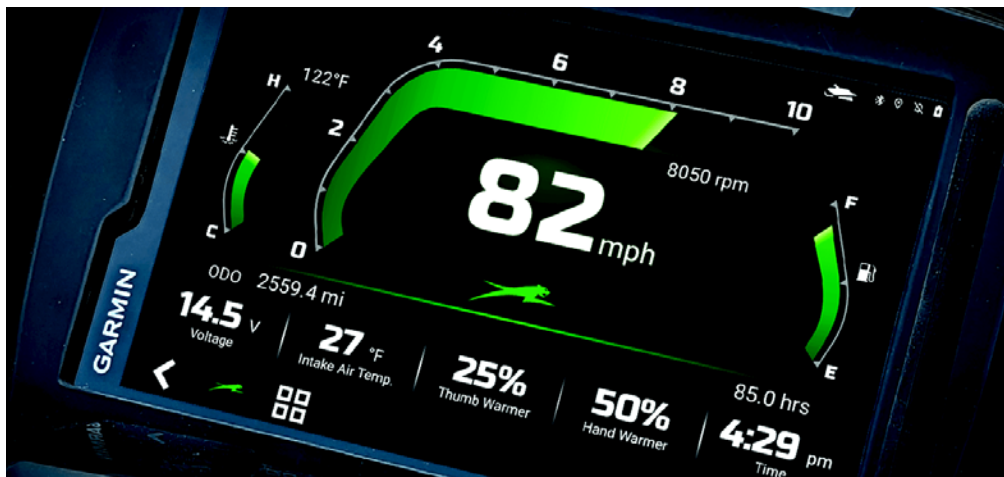 4
6
8
10
H
122°F
2
8050 rpm
82 mph
F
C
0
E
ODO 2559.4 mi
85.0 hrs
14.5 V
Voltage
27 °F
Intake Air Temp.
25%
Thumb Warmer
50%
Hand Warmer
4:29 pm
Time
GARMIN